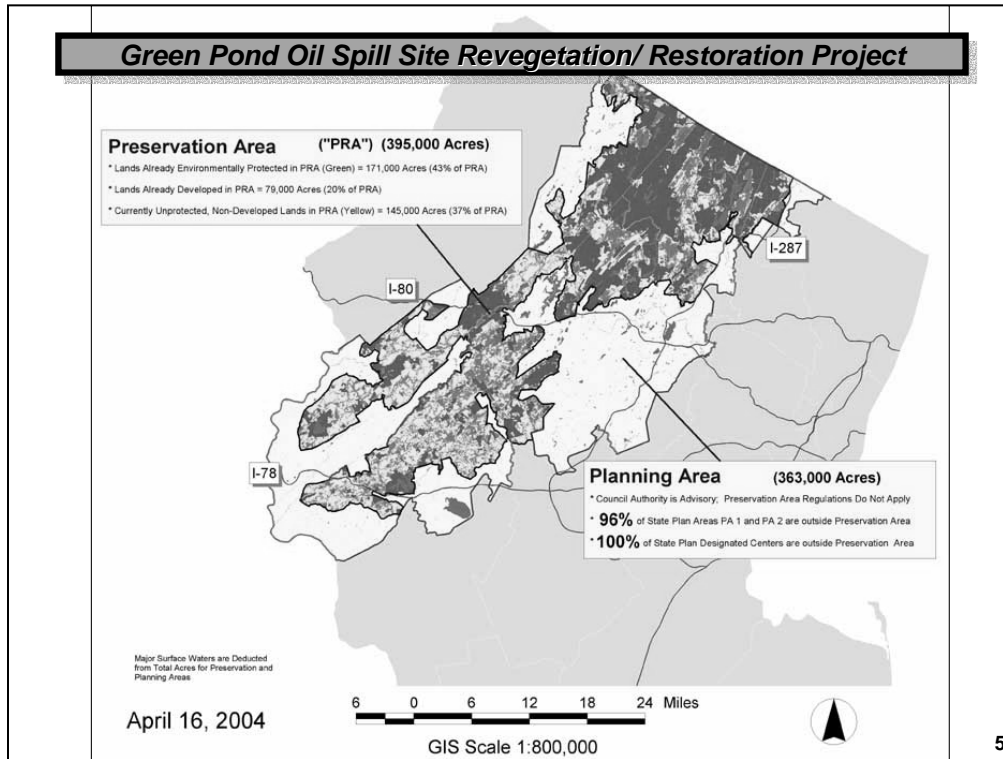 Green Pond Oil Spill Site Revegetation/ Restoration Project
Preservation Area ("PRA") (395,000 Acres)
* Lands Already Environmentally Protected in PRA (Green) = 171,000 Acres (43% of PRA)
* Lands Already Developed in PRA = 79,000 Acres (20% of PRA)
* Currently Unprotected, Non-Developed Lands in PRA (Yellow) = 145,000 Acres (37% of PRA)
I-287
I-80
I-78
Planning Area (363,000 Acres)
* Council Authority is Advisory; Preservation Area Regulations Do Not Apply
* 96% of State Plan Areas PA 1 and PA 2 are outside Preservation Area
* 100% of State Plan Designated Centers are outside Preservation Area
Major Surface Waters are Deducted
from Total Acres for Preservation and
Planning Areas
April 16, 2004
6 0 6 12 18 24 Miles
GIS Scale 1:800,000
5